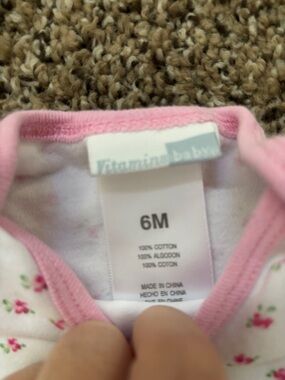 Vitamins baby
6M
100% COTTON
100% ALGODON
100% COTON
MADE IN CHINA
HECHO EN CHINA